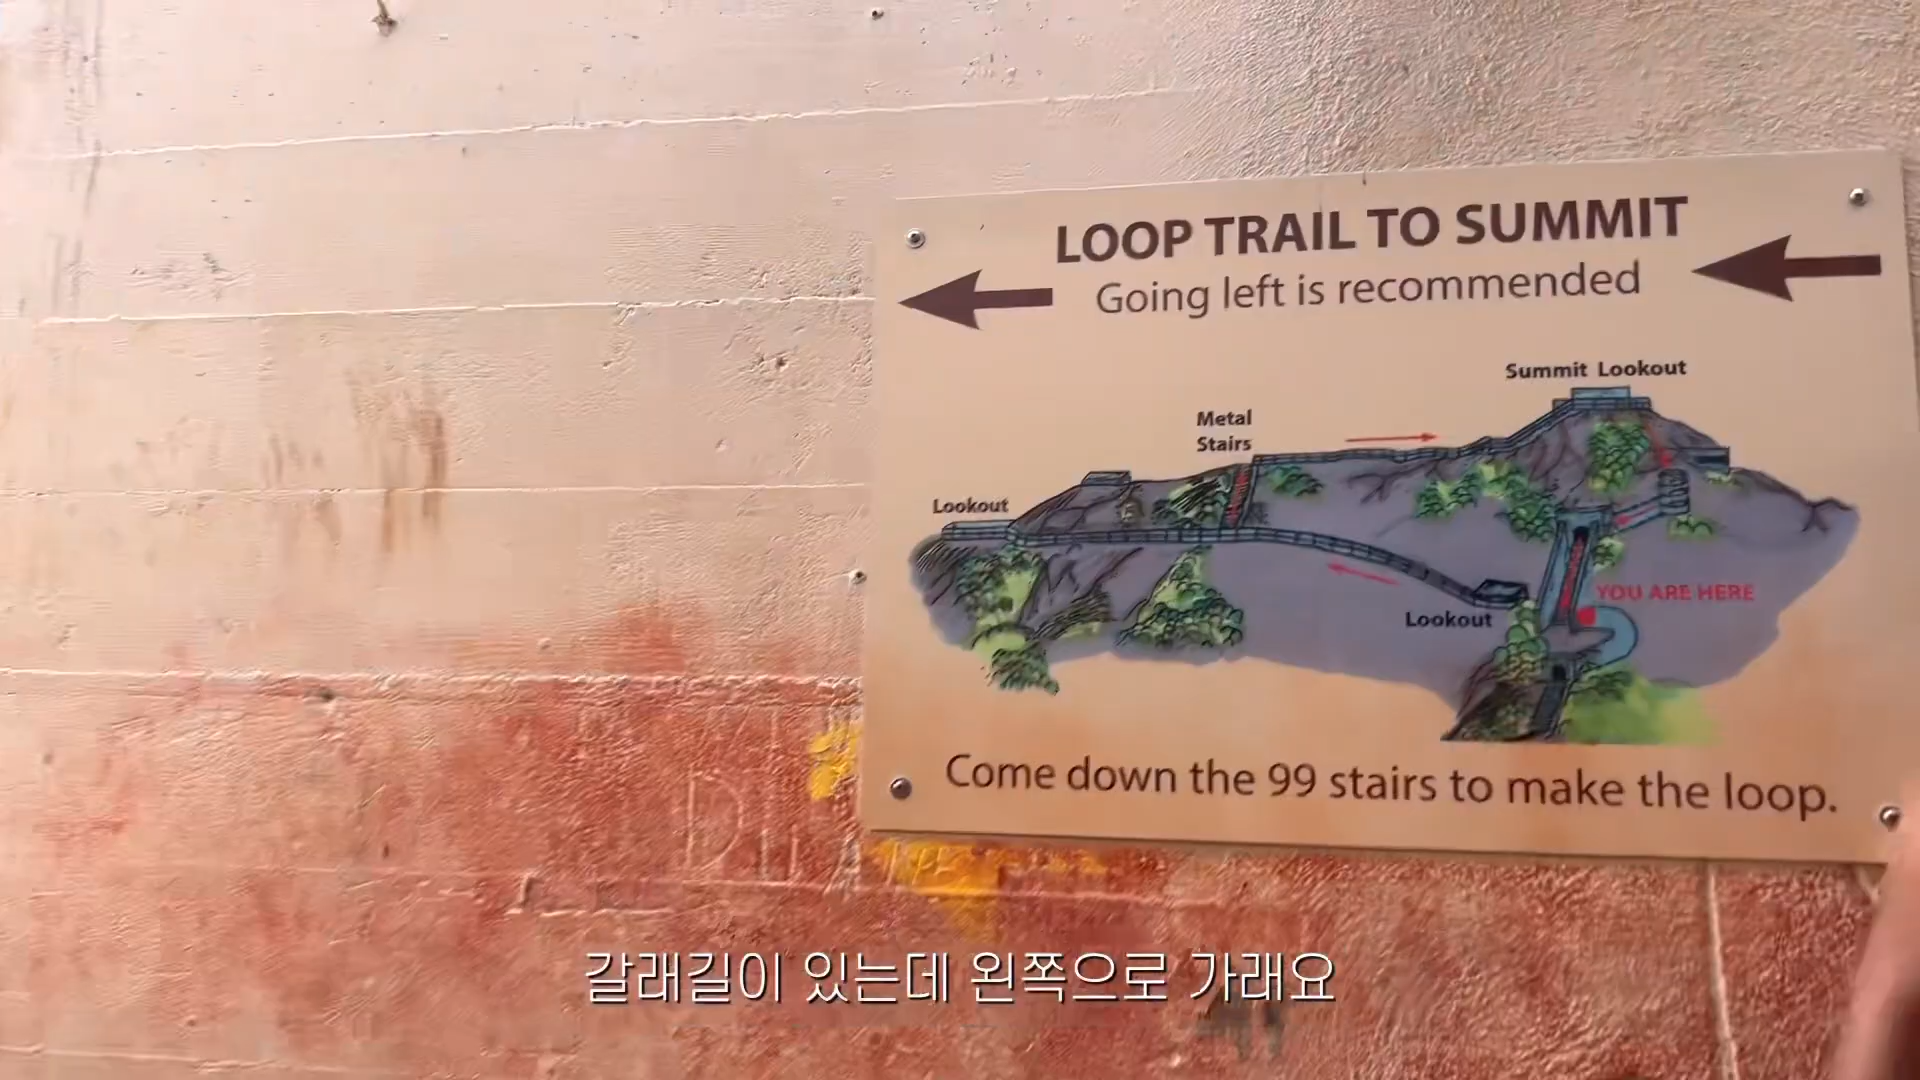 LOOP TRAIL TO SUMMIT
Going left is recommended
Summit Lookout
Metal
Stairs
Lookout
YOU ARE HERE
Lookout
Come down the 99 stairs to make the loop.
갈래길이 있는데 왼쪽으로 가래요